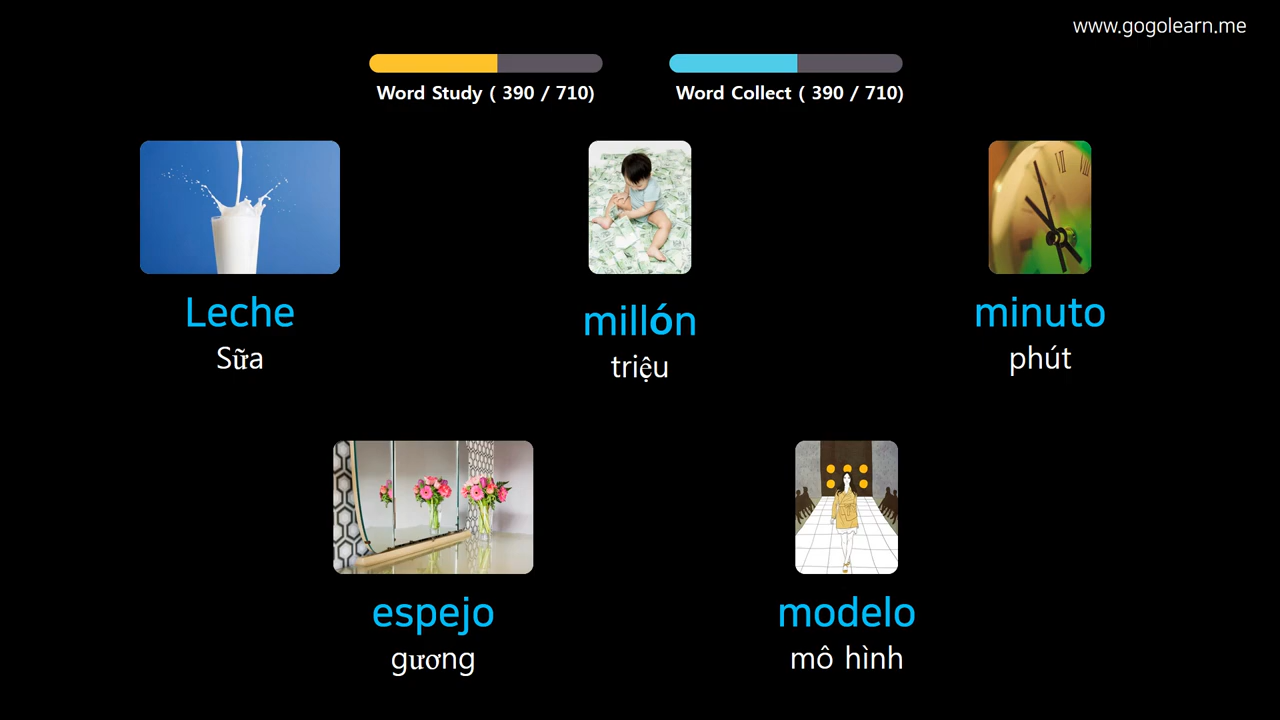 www.gogolearn.me
Word Study ( 390 / 710)
Word Collect ( 390 / 710)
Leche
Sữa
millón
triệu
minuto
phút
espejo
gương
modelo
mô hình